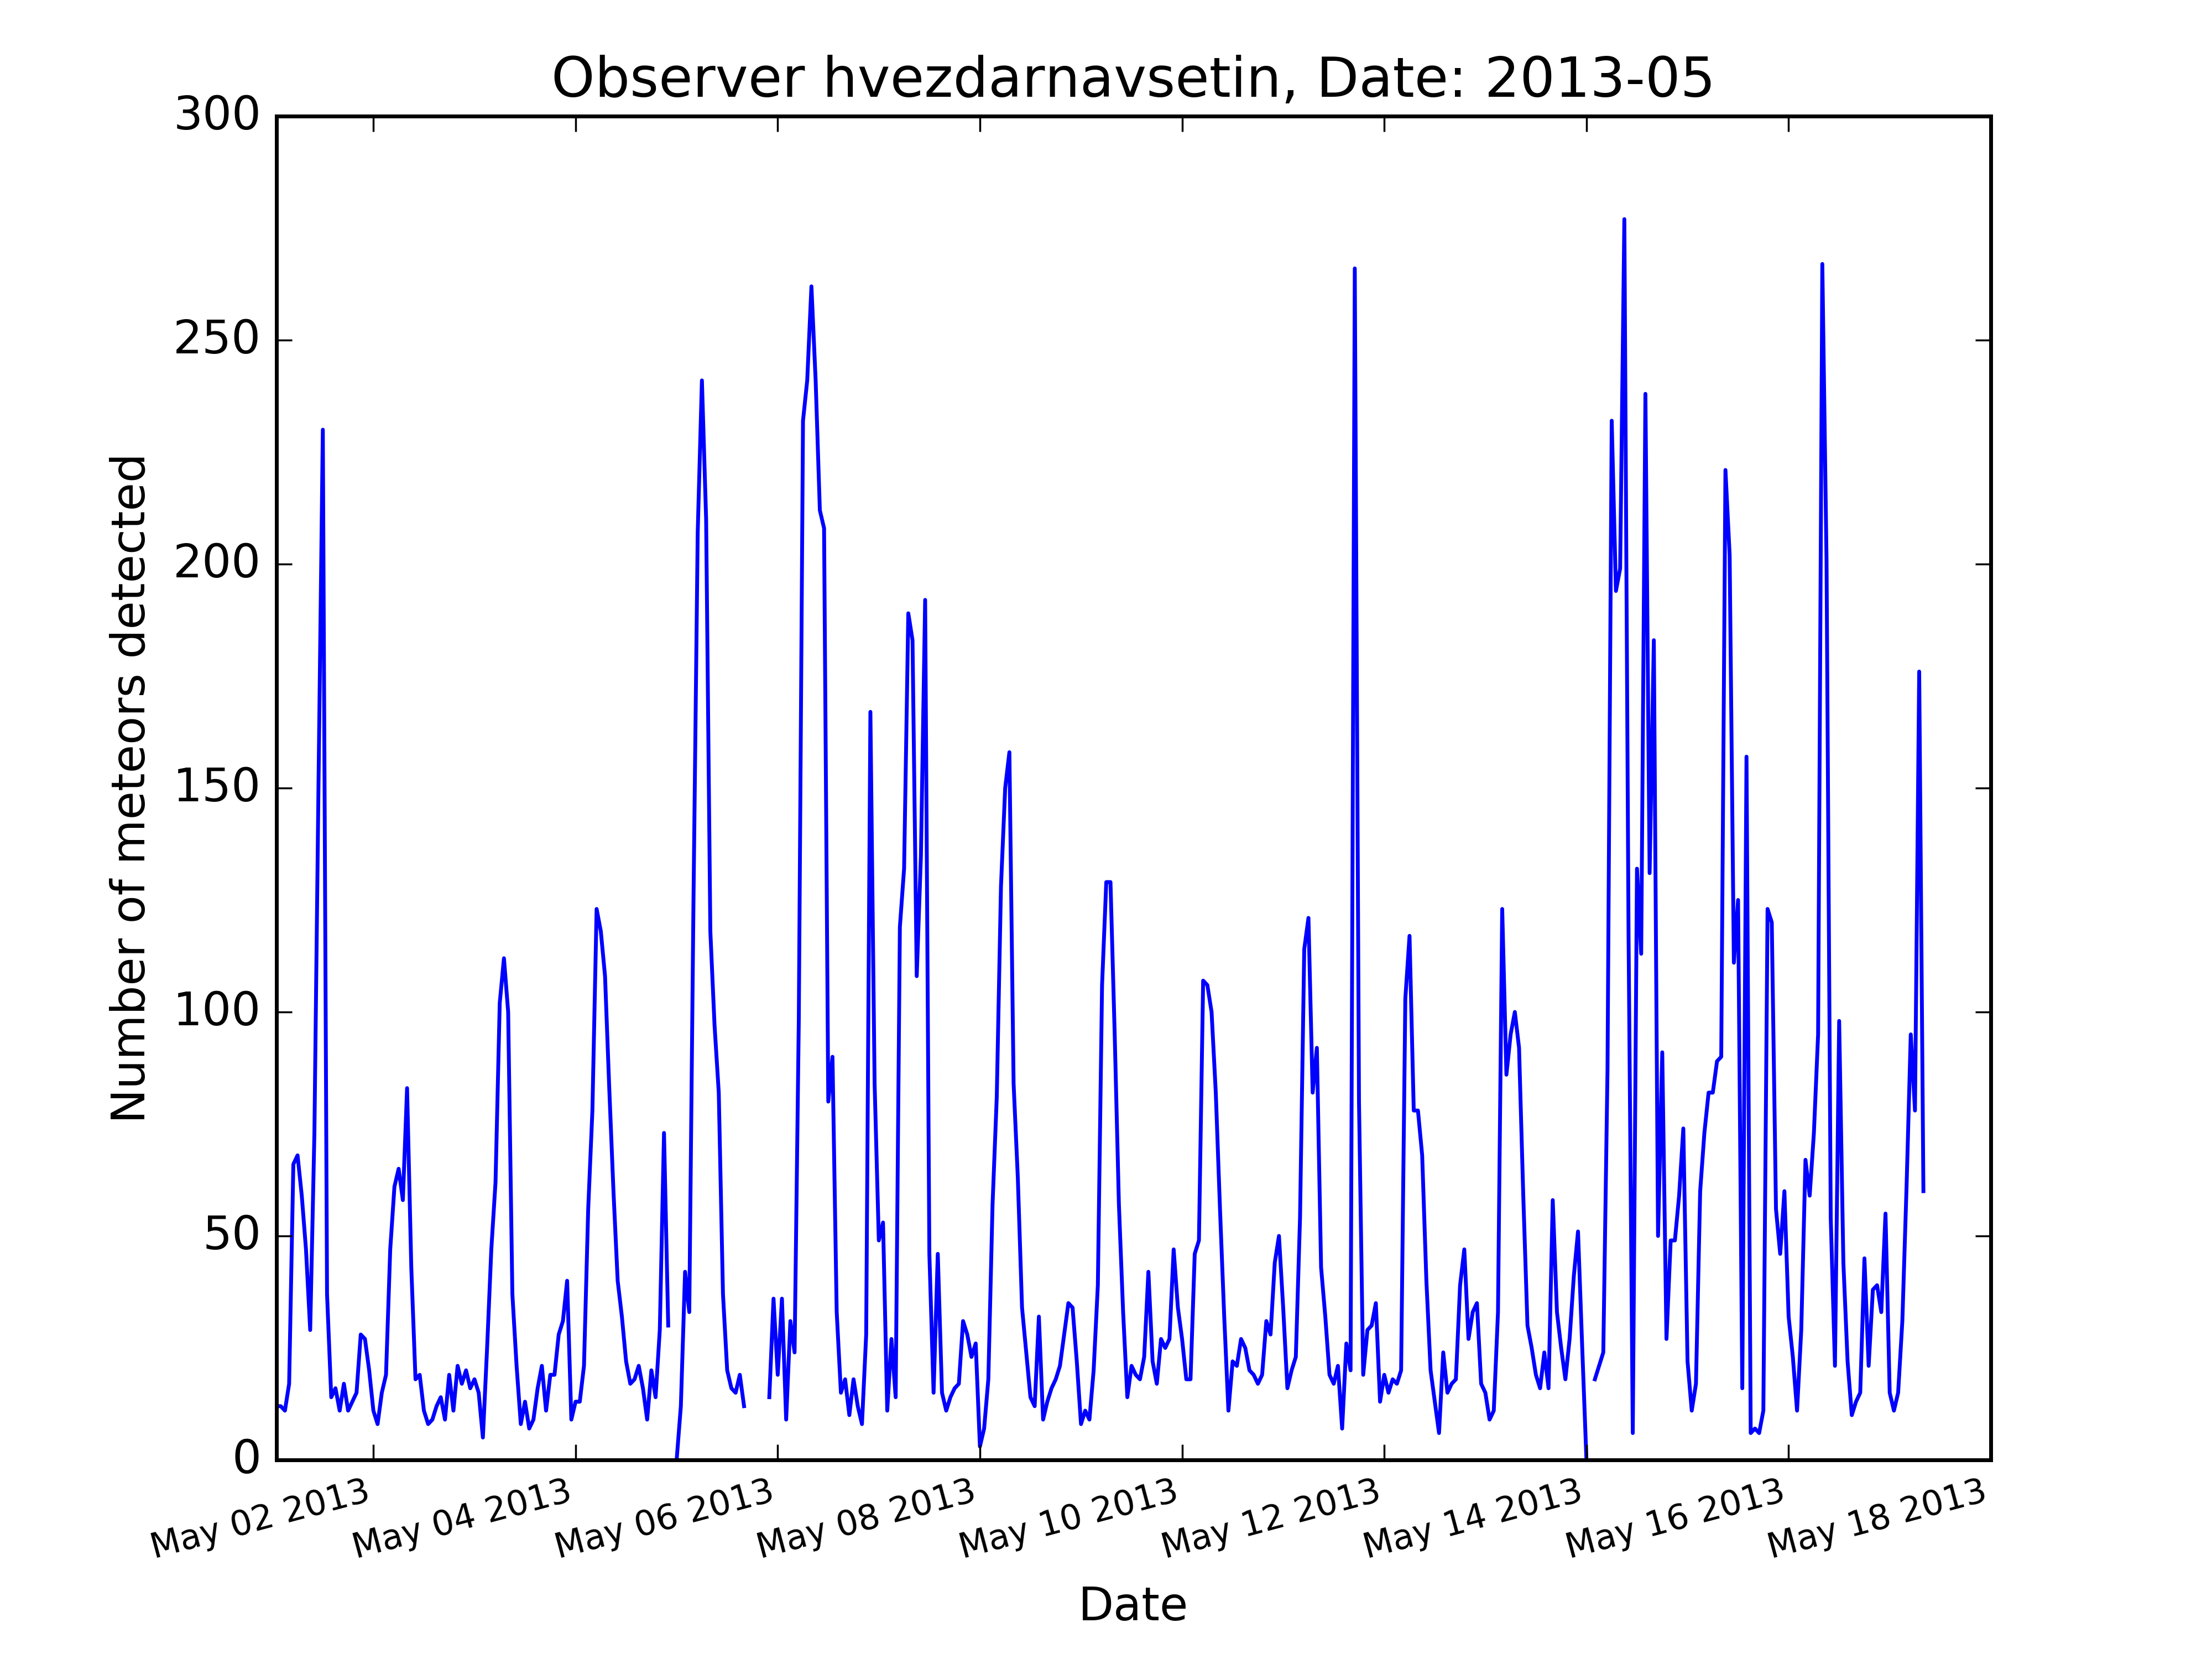 Observer hvezdarnavsetin, Date: 2013-05
300
250
200
150
100
50
0
Number of meteors detected
May 02 2013
May 04 2013
May 06 2013
May 08 2013
May 10 2013
May 12 2013
May 14 2013
May 16 2013
May 18 2013
Date